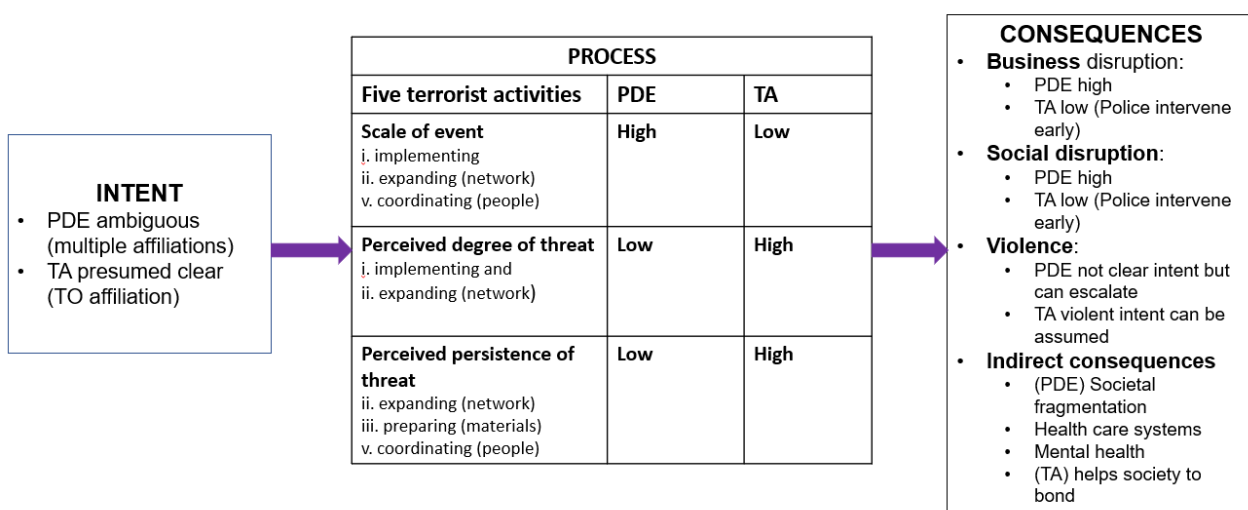 INTENT
• PDE ambiguous
(multiple affiliations)
• TA presumed clear
(TO affiliation)
PROCESS
Five terrorist activities PDE TA
Scale of event High Low
i. implementing
ii. expanding (network)
v. coordinating (people)
Perceived degree of threat Low High
i. implementing and
ii. expanding (network)
Perceived persistence of Low High
threat
ii. expanding (network)
iii. preparing (materials)
v. coordinating (people)
CONSEQUENCES
• Business disruption:
• PDE high
• TA low (Police intervene
early)
• Social disruption:
• PDE high
• TA low (Police intervene
early)
• Violence:
• PDE not clear intent but
can escalate
• TA violent intent can be
assumed
• Indirect consequences
• (PDE) Societal
fragmentation
• Health care systems
• Mental health
• (TA) helps society to
bond